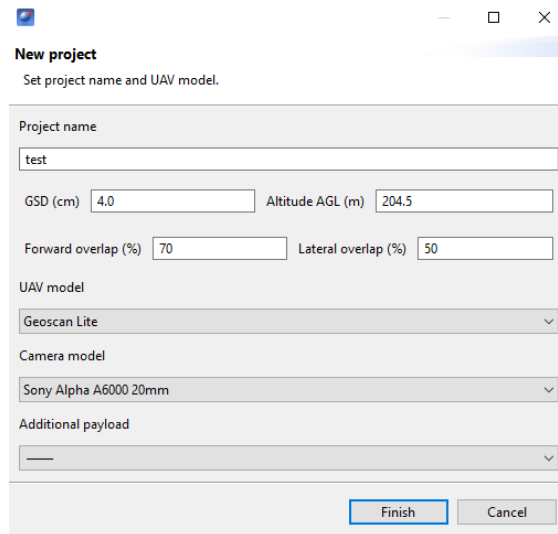 New project
Set project name and UAV model.
Project name
test
GSD (cm) 4.0 Altitude AGL (m) 204.5
Forward overlap (%) 70 Lateral overlap (%) 50
UAV model
Geoscan Lite
Camera model
Sony Alpha A6000 20mm
Additional payload
——
Finish Cancel